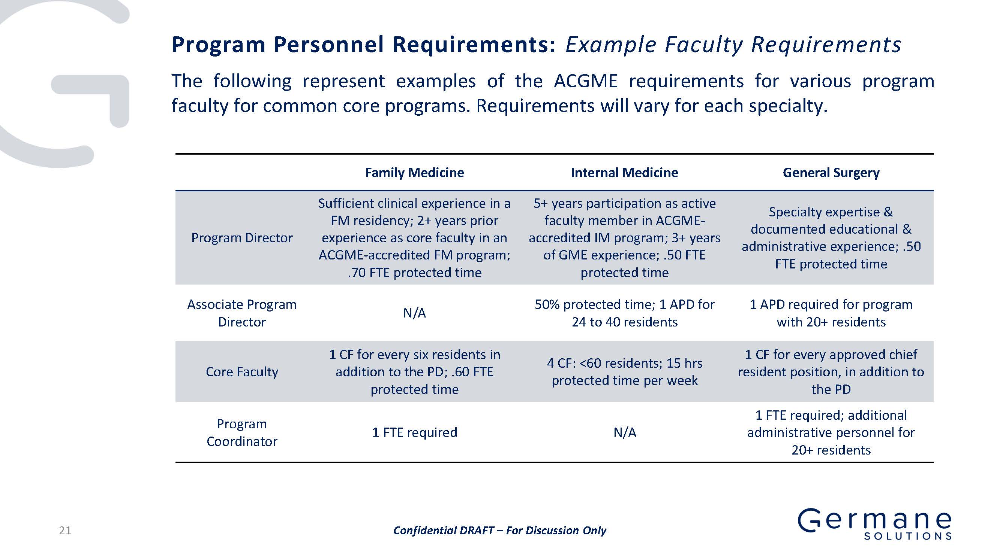 Program Personnel Requirements: Example Faculty Requirements
The following represent examples of the ACGME requirements for various program
faculty for common core programs. Requirements will vary for each specialty.
Family Medicine
Internal Medicine
General Surgery
Program Director
Sufficient clinical experience in a
FM residency; 2+ years prior
experience as core faculty in an
ACGME-accredited FM program;
.70 FTE protected time
5+ years participation as active
faculty member in ACGME-
accredited IM program; 3+ years
of GME experience; .50 FTE
protected time
Specialty expertise &
documented educational &
administrative experience; .50
FTE protected time
Associate Program
Director
N/A
50% protected time; 1 APD for
24 to 40 residents
1 APD required for program
with 20+ residents
Core Faculty
1 CF for every six residents in
addition to the PD; .60 FTE
protected time
4 CF: <60 residents; 15 hrs
protected time per week
1 CF for every approved chief
resident position, in addition to
the PD
Program
Coordinator
1 FTE required
N/A
1 FTE required; additional
administrative personnel for
20+ residents
21
Confidential DRAFT – For Discussion Only
Germane
SOLUTIONS